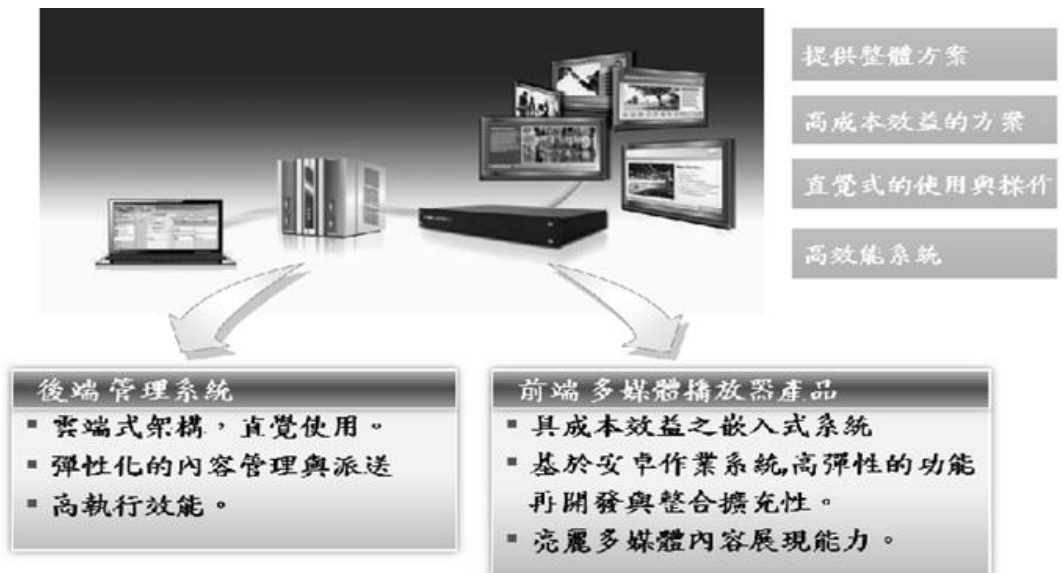 提供整體方案
高成本效益的方案
直覺式的使用與操作
高效能系統
後端管理系統
▪ 雲端式架構，直覺使用。
▪ 彈性化的內容管理與派送
▪ 高執行效能。
前端多媒體播放器產品
▪ 具成本效益之嵌入式系統
▪ 基於安卓作業系統,高彈性的功能
再開發與整合擴充性。
▪ 亮麗多媒體內容展現能力。